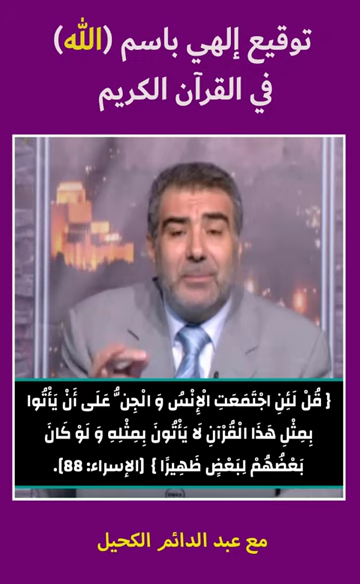 توقيع إلهي باسم (الله)
في القرآن الكريم
{ قُلْ لَئِنِ اجْتَمَعَتِ الْإِنْسُ وَ الْجِنُّ عَلَى أَنْ يَأْتُوا
بِمِثْلِ هَذَا الْقُرْآنِ لَا يَأْتُونَ بِمِثْلِهِ وَ لَوْ كَانَ
بَعْضُهُمْ لِبَعْضٍ ظَهِيرًا } (الإسراء: 88).
مع عبد الدائم الكحيل